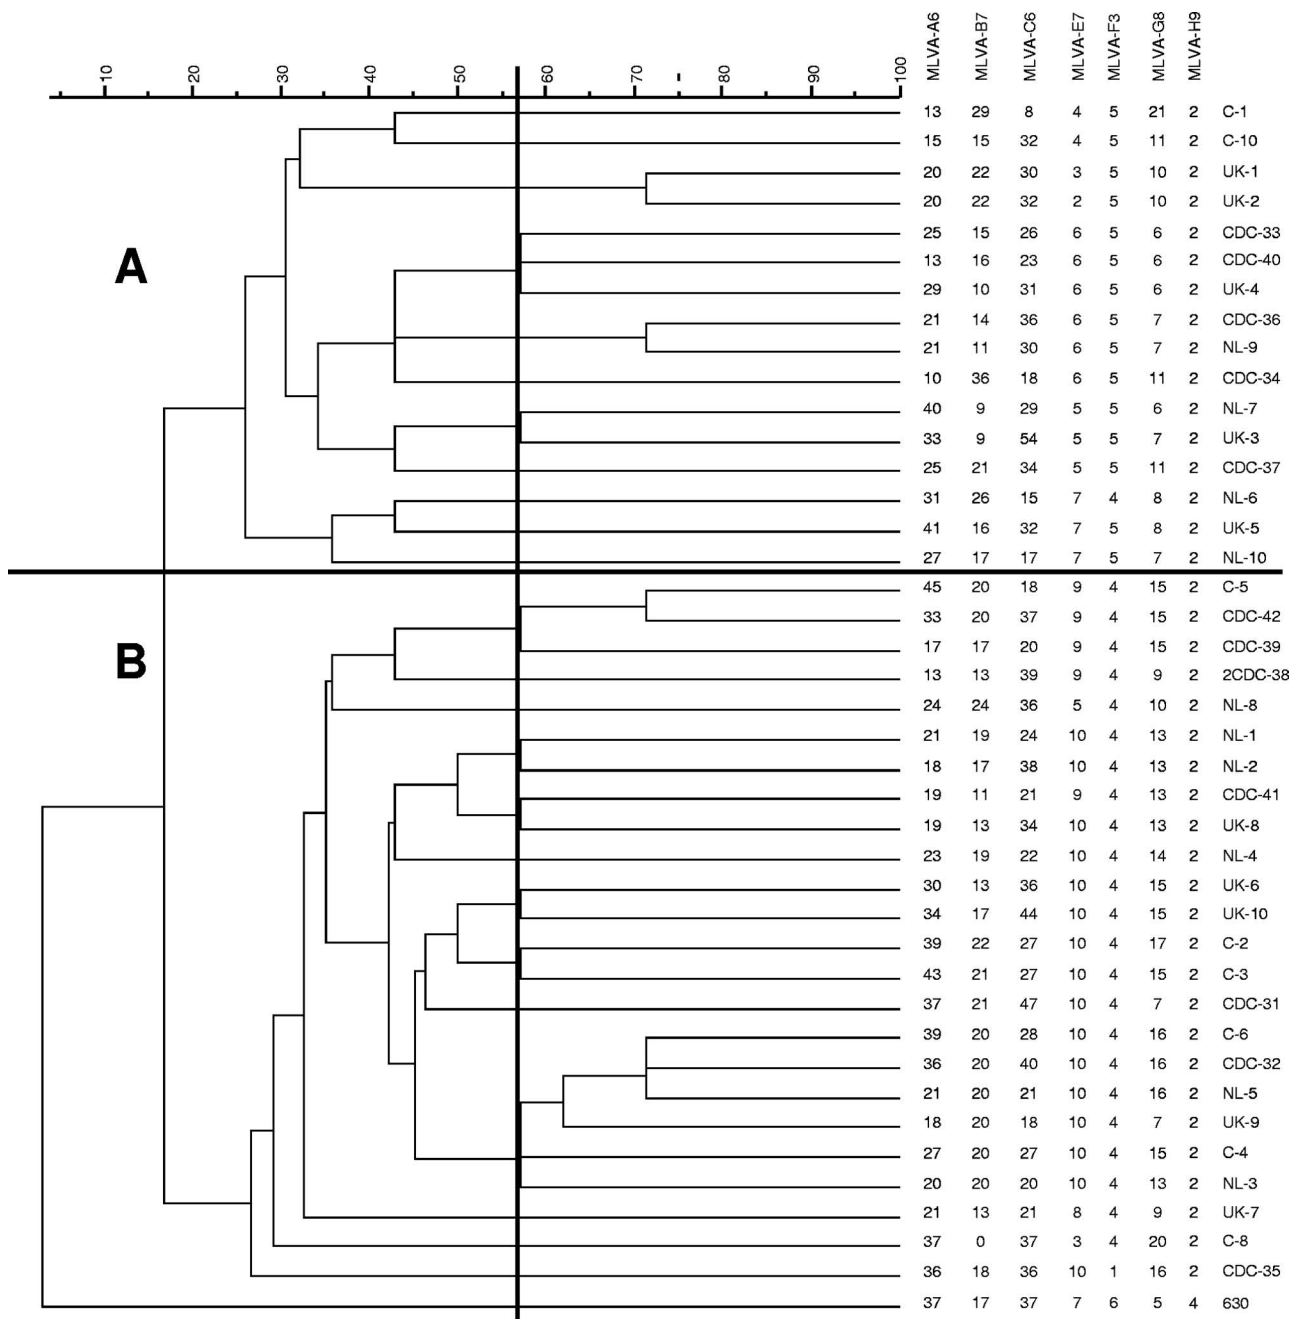 10 20 30 40 50 60 70 80 90 100 MLVA-A6 MLVA-B7 MLVA-C6 MLVA-E7 MLVA-F3 MLVA-G8 MLVA-H9
13 29 8 4 5 21 2 C-1
15 15 32 4 5 11 2 C-10
20 22 30 3 5 10 2 UK-1
20 22 32 2 5 10 2 UK-2
25 15 26 6 5 6 2 CDC-33
A
13 16 23 6 5 6 2 CDC-40
29 10 31 6 5 6 2 UK-4
21 14 36 6 5 7 2 CDC-36
21 11 30 6 5 7 2 NL-9
10 36 18 6 5 11 2 CDC-34
40 9 29 5 5 6 2 NL-7
33 9 54 5 5 7 2 UK-3
25 21 34 5 5 11 2 CDC-37
31 26 15 7 4 8 2 NL-6
41 16 32 7 5 8 2 UK-5
27 17 17 7 5 7 2 NL-10
45 20 18 9 4 15 2 C-5
33 20 37 9 4 15 2 CDC-42
17 17 20 9 4 15 2 CDC-39
B
13 13 39 9 4 9 2 2CDC-38
24 24 36 5 4 10 2 NL-8
21 19 24 10 4 13 2 NL-1
18 17 38 10 4 13 2 NL-2
19 11 21 9 4 13 2 CDC-41
19 13 34 10 4 13 2 UK-8
23 19 22 10 4 14 2 NL-4
30 13 36 10 4 15 2 UK-6
34 17 44 10 4 15 2 UK-10
39 22 27 10 4 17 2 C-2
43 21 27 10 4 15 2 C-3
37 21 47 10 4 7 2 CDC-31
39 20 28 10 4 16 2 C-6
36 20 40 10 4 16 2 CDC-32
21 20 21 10 4 16 2 NL-5
18 20 18 10 4 7 2 UK-9
27 20 27 10 4 15 2 C-4
20 20 20 10 4 13 2 NL-3
21 13 21 8 4 9 2 UK-7
37 0 37 3 4 20 2 C-8
36 18 36 10 1 16 2 CDC-35
37 17 37 7 6 5 4 630